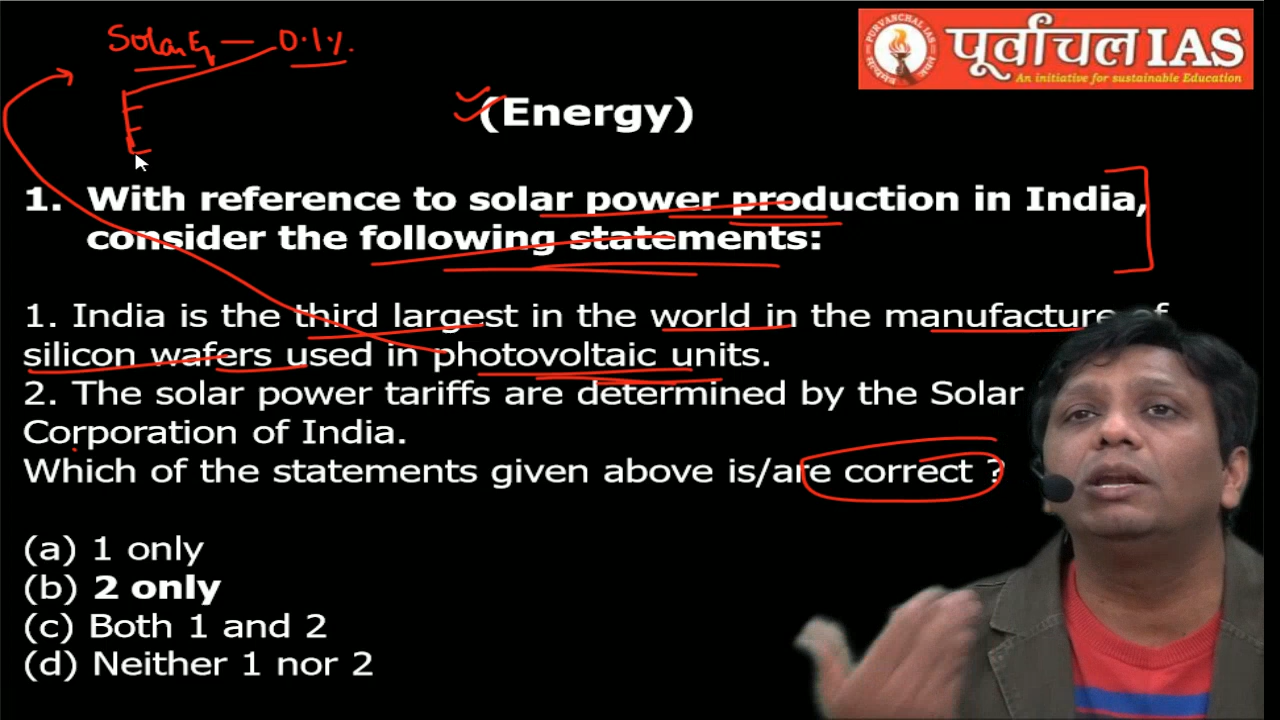 Solar E — 0.1%.
पूर्वांचल IAS
PURVANCHAL IAS
An initiative for sustainable Education
(Energy)
1. With reference to solar power production in India,
consider the following statements:
1. India is the third largest in the world in the manufacture of
silicon wafers used in photovoltaic units.
2. The solar power tariffs are determined by the Solar
Corporation of India.
Which of the statements given above is/are correct ?
(a) 1 only
(b) 2 only
(c) Both 1 and 2
(d) Neither 1 nor 2